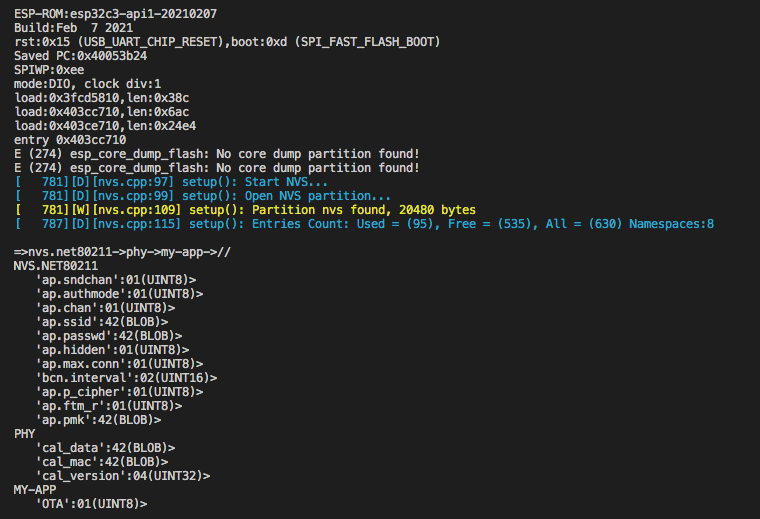 ESP-ROM:esp32c3-api1-20210207
Build:Feb  7 2021
rst:0x15 (USB_UART_CHIP_RESET),boot:0xd (SPI_FAST_FLASH_BOOT)
Saved PC:0x40053b24
SPIWP:0xee
mode:DIO, clock div:1
load:0x3fcd5810,len:0x38c
load:0x403cc710,len:0x6ac
load:0x403ce710,len:0x24e4
entry 0x403cc710
E (274) esp_core_dump_flash: No core dump partition found!
E (274) esp_core_dump_flash: No core dump partition found!
[   781][D][nvs.cpp:97] setup(): Start NVS...
[   781][D][nvs.cpp:99] setup(): Open NVS partition...
[   781][W][nvs.cpp:109] setup(): Partition nvs found, 20480 bytes
[   787][D][nvs.cpp:115] setup(): Entries Count: Used = (95), Free = (535), All = (630) Namespaces:8
=>nvs.net80211->phy->my-app->//
NVS.NET80211
   'ap.sndchan':01(UINT8)>
   'ap.authmode':01(UINT8)>
   'ap.chan':01(UINT8)>
   'ap.ssid':42(BLOB)>
   'ap.passwd':42(BLOB)>
   'ap.hidden':01(UINT8)>
   'ap.max.conn':01(UINT8)>
   'bcn.interval':02(UINT16)>
   'ap.p_cipher':01(UINT8)>
   'ap.ftm_r':01(UINT8)>
   'ap.pmk':42(BLOB)>
PHY
   'cal_data':42(BLOB)>
   'cal_mac':42(BLOB)>
   'cal_version':04(UINT32)>
MY-APP
   'OTA':01(UINT8)>